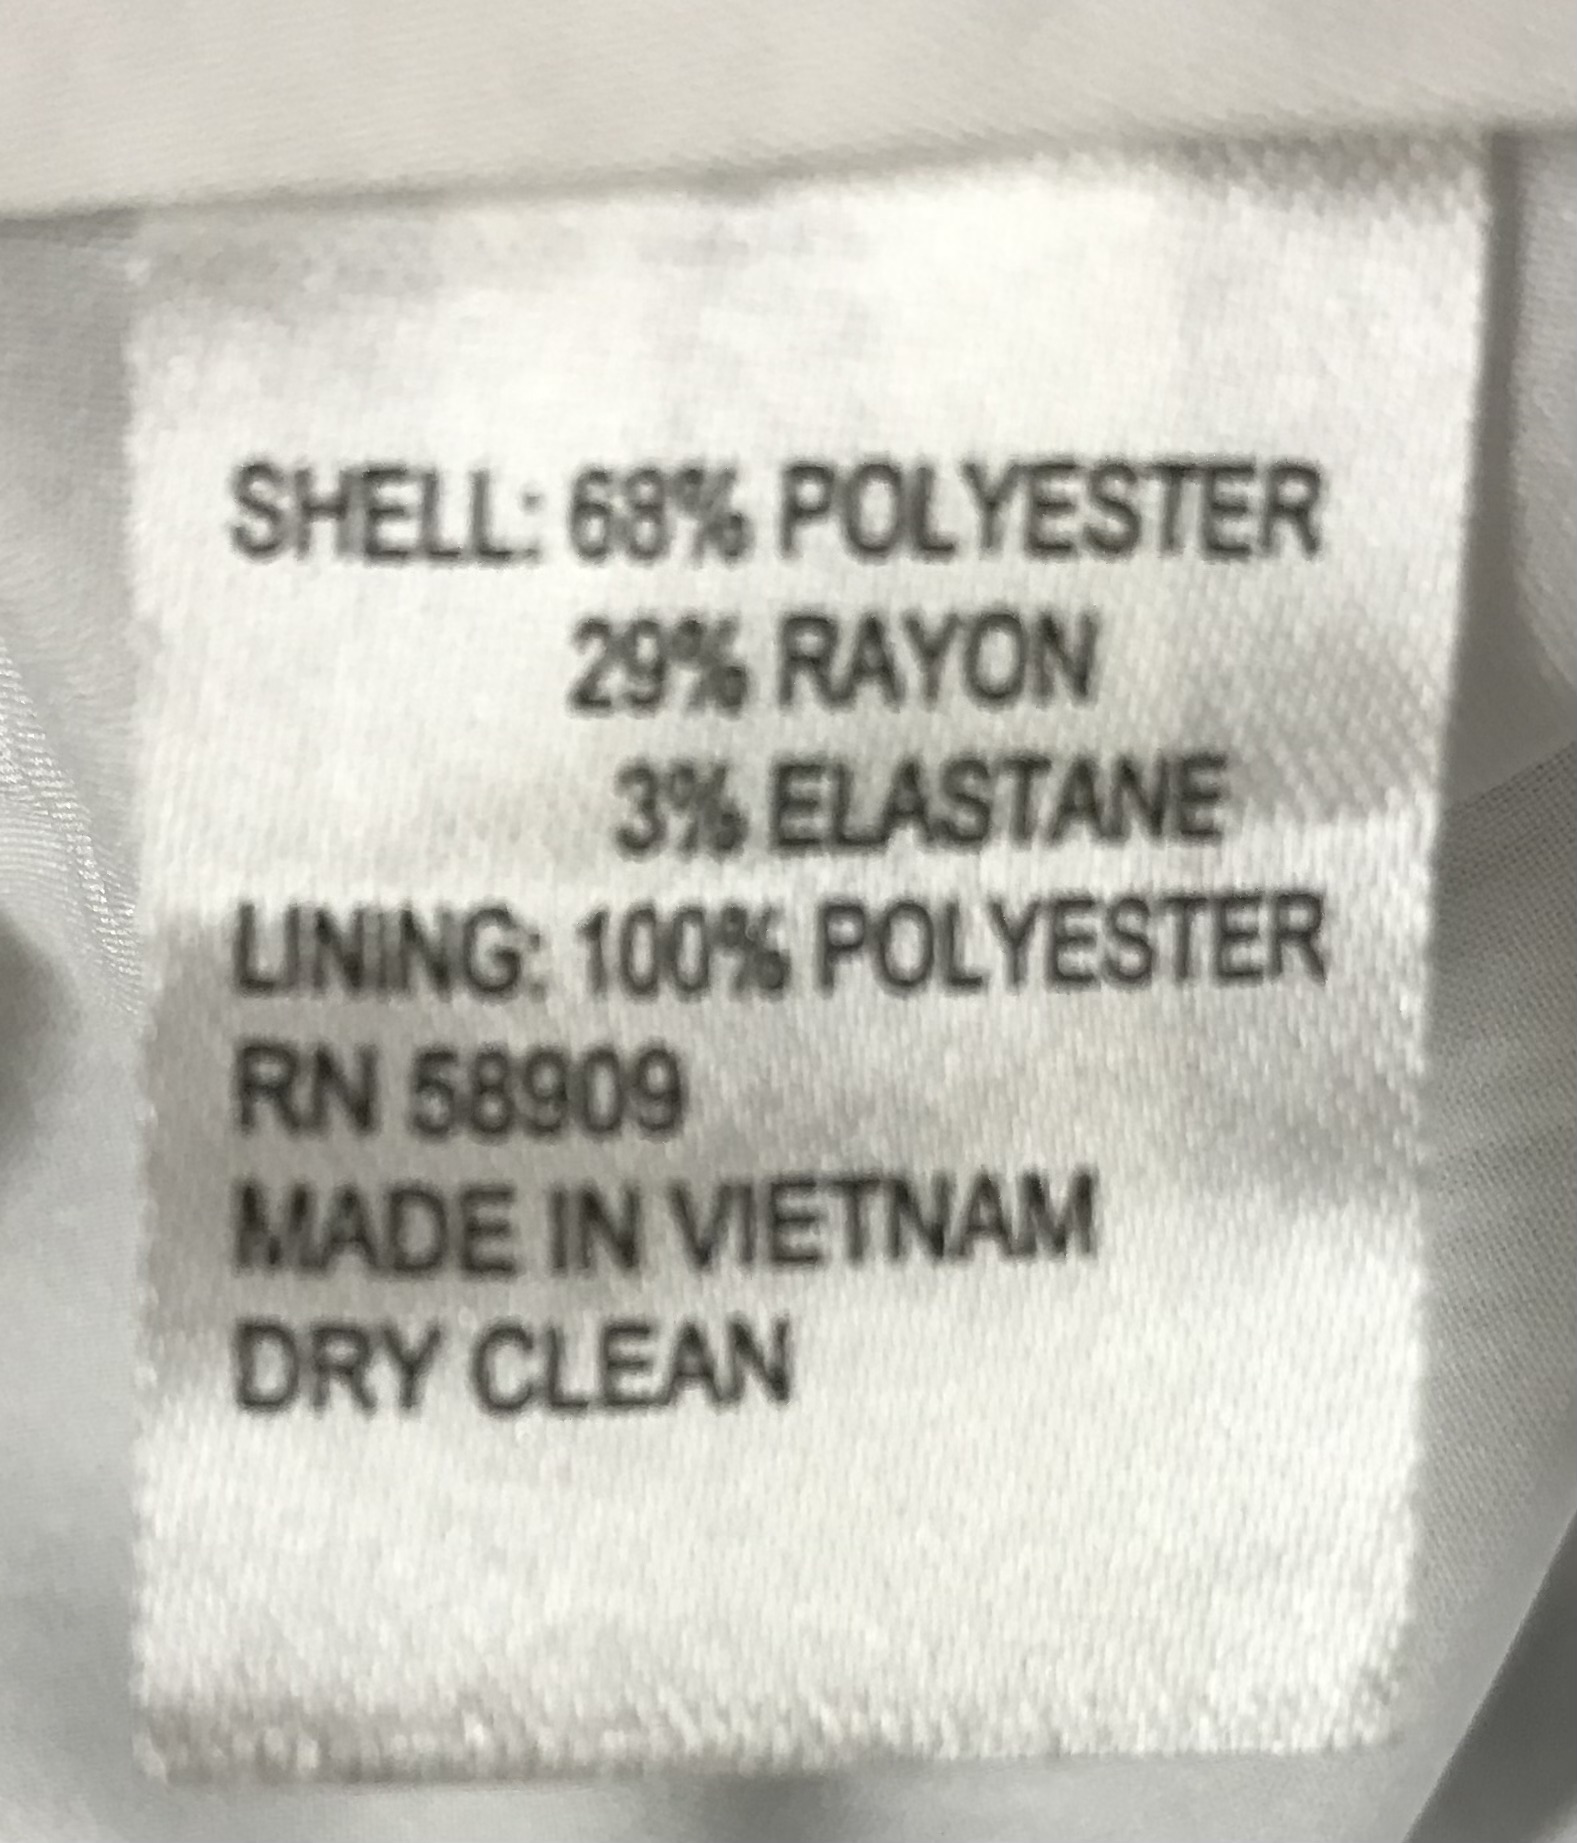 SHELL: 68% POLYESTER
29% RAYON
3% ELASTANE
LINING: 100% POLYESTER
RN 58909
MADE IN VIETNAM
DRY CLEAN